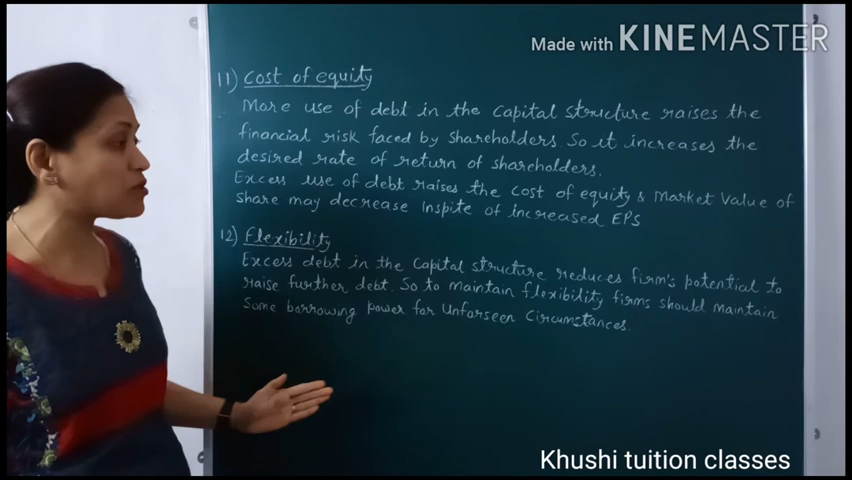 Made with KINEMASTER
11) Cost of equity
More use of debt in the capital structure raises the
financial risk faced by shareholders. So it increases the
desired rate of return of shareholders.
Excess use of debt raises the cost of equity & Market Value of
share may decrease inspite of increased EPS
12) Flexibility
Excess debt in the capital structure reduces firm's potential to
raise further debt. So to maintain flexibility firms should maintain
Some borrowing power for Unforseen Circumstances.
Khushi tuition classes